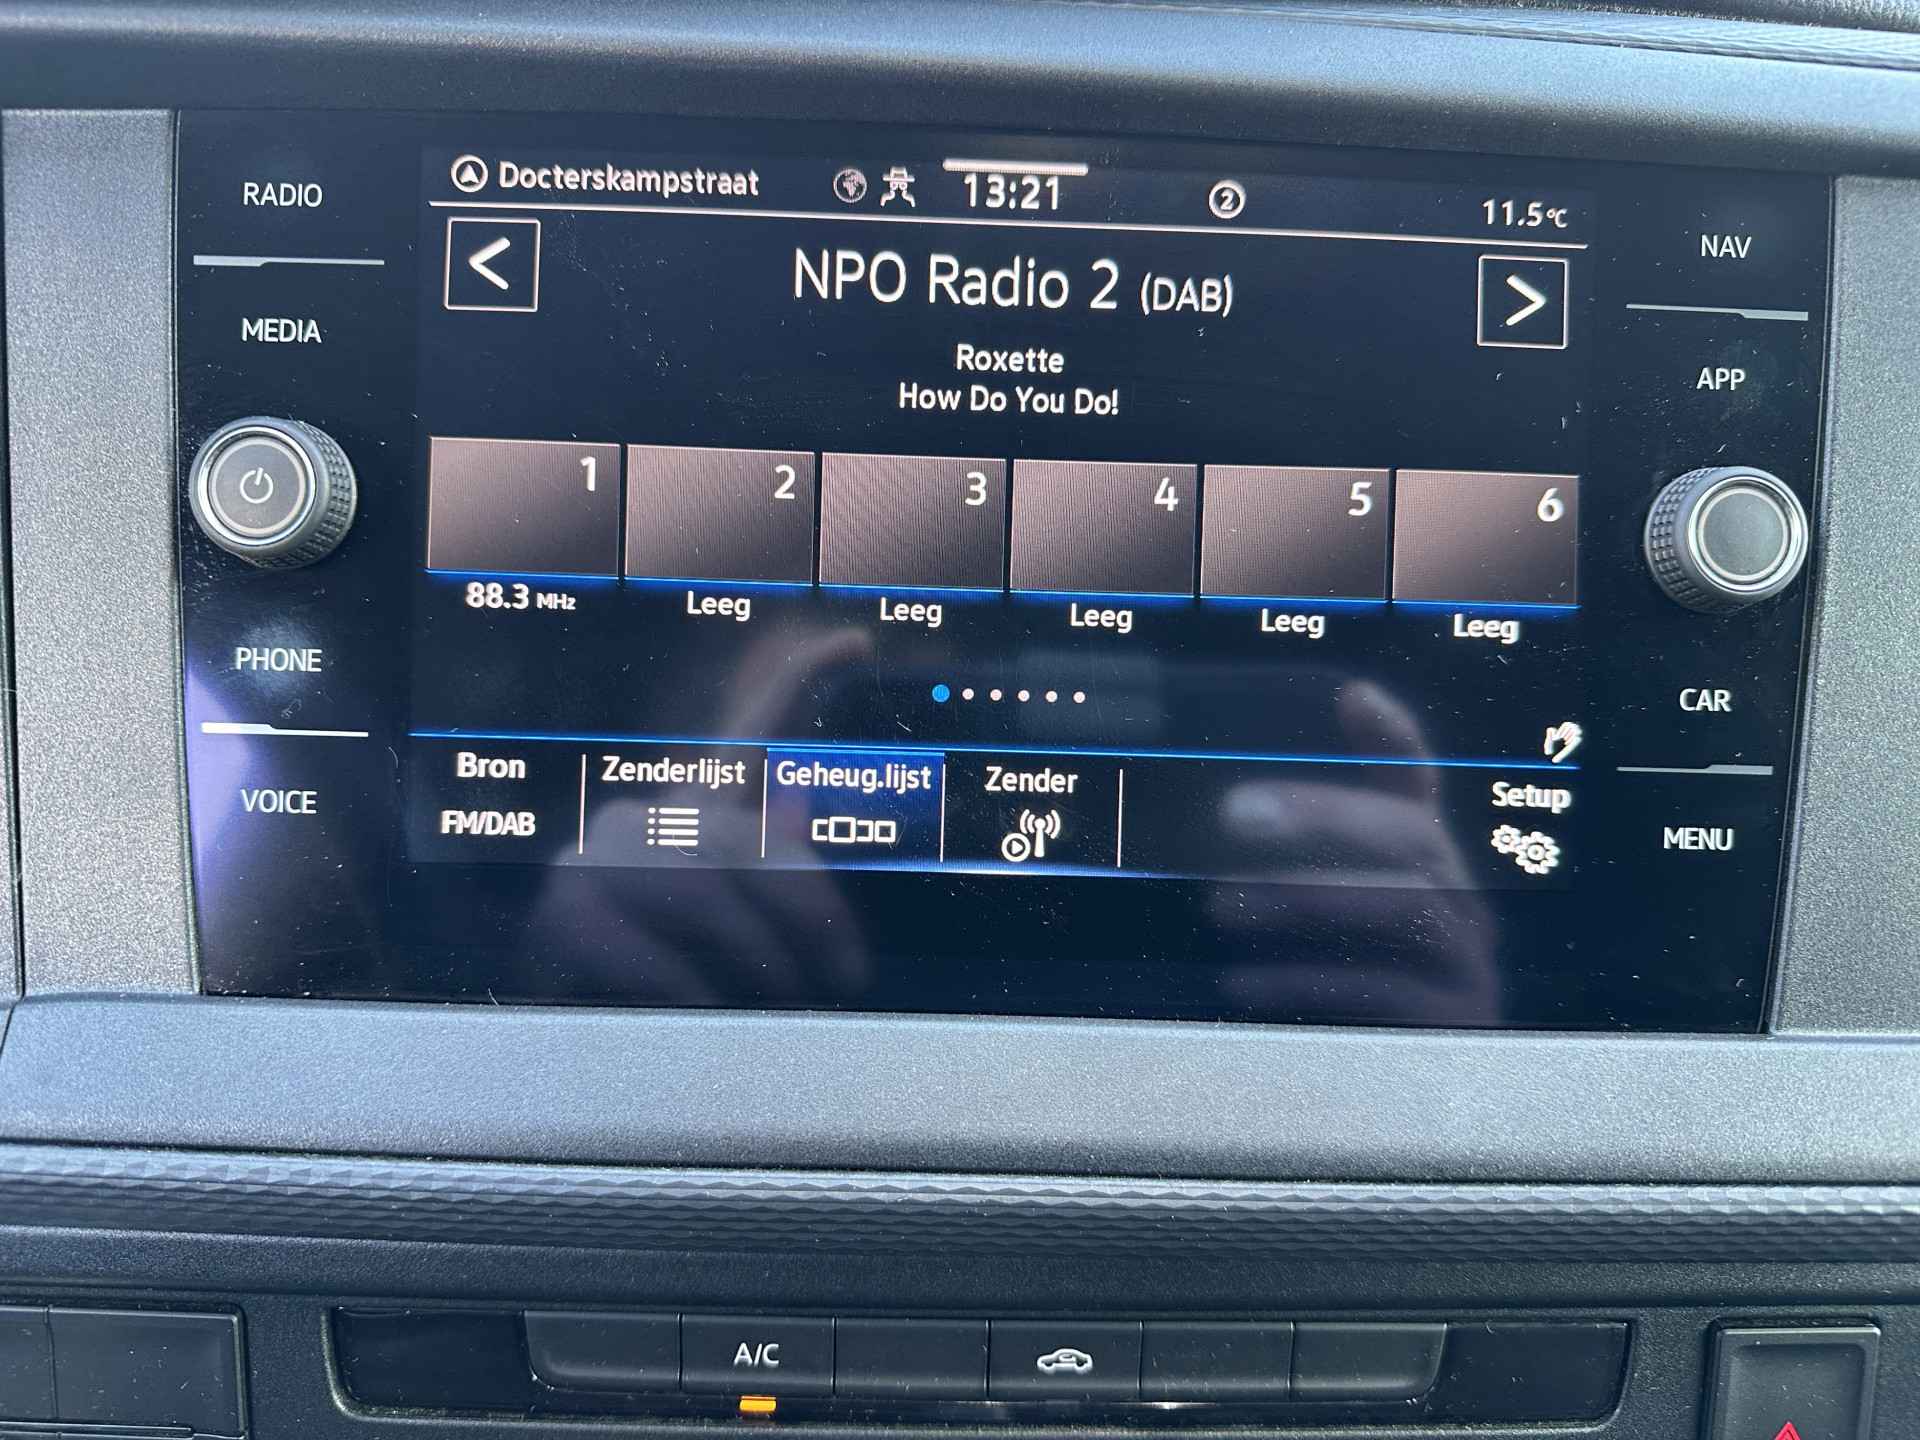 RADIO
MEDIA
PHONE
VOICE
Docterskampstraat
13:21
2
11.5°C
<
NPO Radio 2 (DAB)
>
Roxette
How Do You Do!
1 2 3 4 5 6
88.3 MHz Leeg Leeg Leeg Leeg Leeg
Bron Zenderlijst Geheug.lijst Zender Setup
FM/DAB
NAV
APP
CAR
MENU
A/C